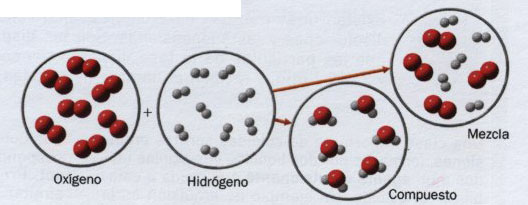 Oxígeno
+
Hidrógeno
Compuesto
Mezcla